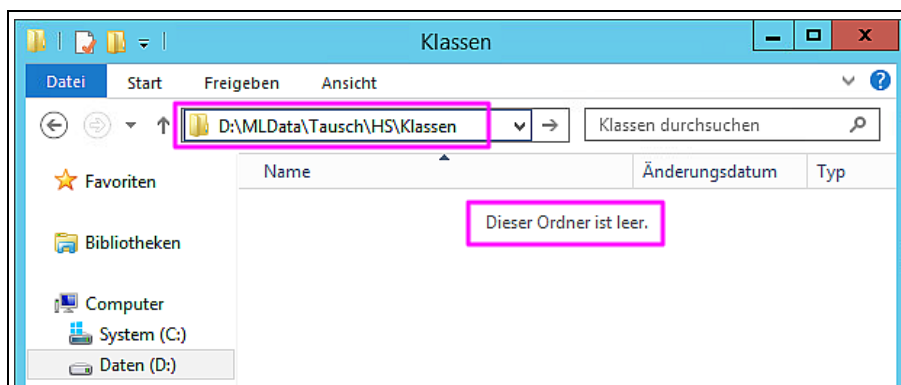 Klassen
Datei Start Freigeben Ansicht
D:\MLData\Tausch\HS\Klassen Klassen durchsuchen
Name Änderungsdatum Typ
Favoriten
Dieser Ordner ist leer.
Bibliotheken
Computer
System (C:)
Daten (D:)